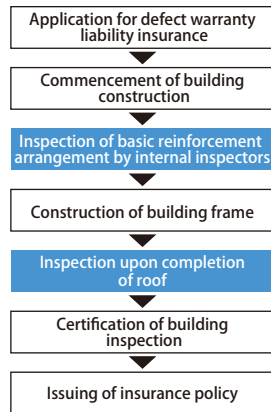 Application for defect warranty
liability insurance
Commencement of building
construction
Inspection of basic reinforcement
arrangement by internal inspectors
Construction of building frame
Inspection upon completion
of roof
Certification of building
inspection
Issuing of insurance policy